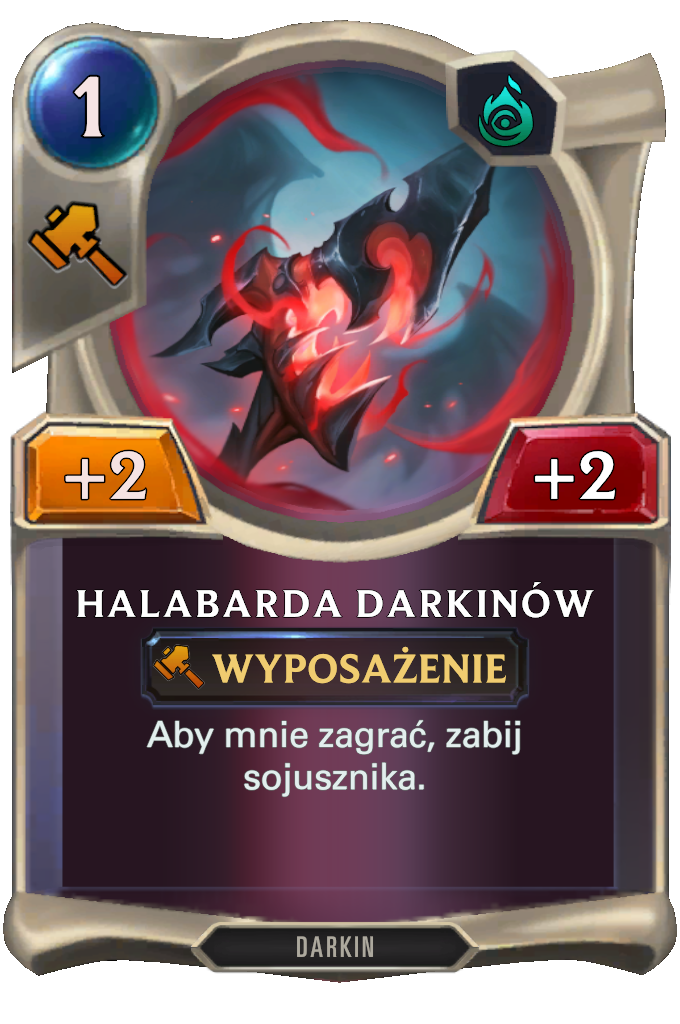 1
+2
+2
HALABARDA DARKINÓW
WYPOSAŻENIE
Aby mnie zagrać, zabij
sojusznika.
DARKIN